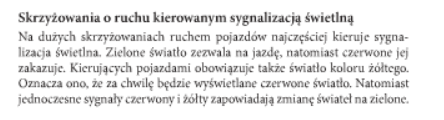 Skrzyżowania o ruchu kierowanym sygnalizacją świetlną
Na dużych skrzyżowaniach ruchem pojazdów najczęściej kieruje sygna-
lizacja świetlna. Zielone światło zezwala na jazdę, natomiast czerwone jej
zakazuje. Kierujących pojazdami obowiązuje także światło koloru żółtego.
Oznacza ono, że za chwilę będzie wyświetlane czerwone światło. Natomiast
jednoczesne sygnały czerwony i żółty zapowiadają zmianę świateł na zielone.